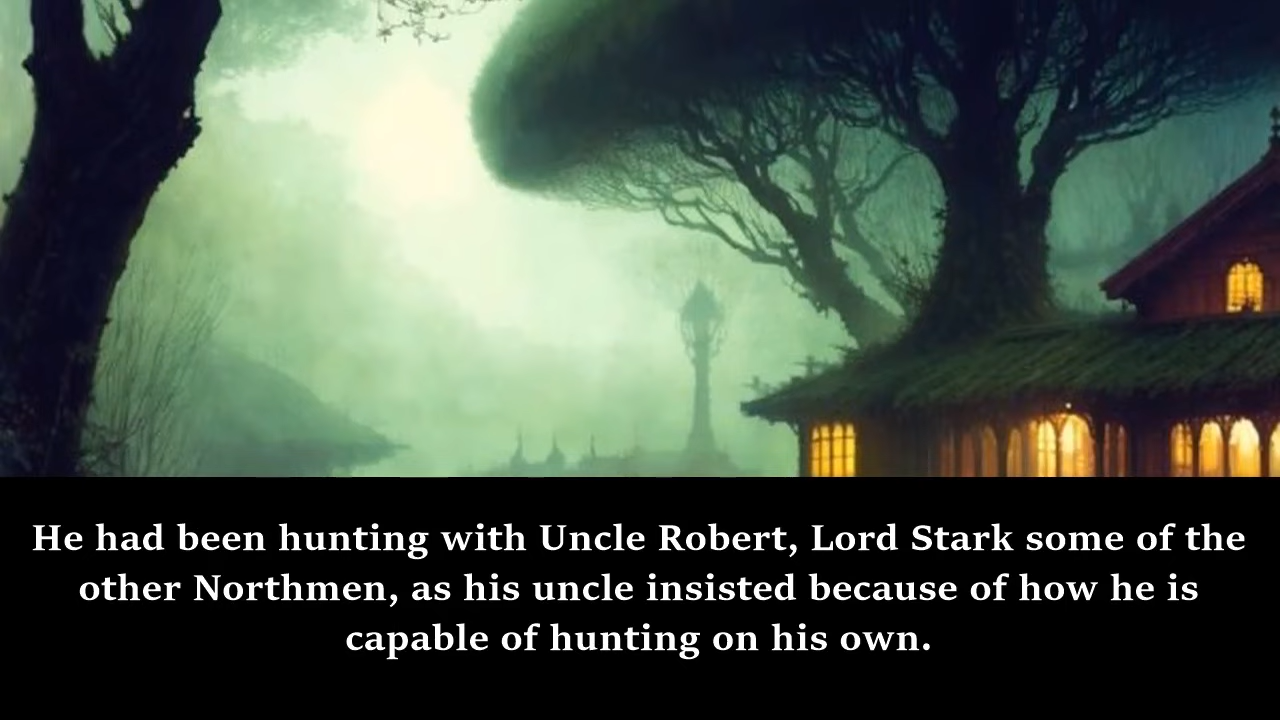 He had been hunting with Uncle Robert, Lord Stark some of the
other Northmen, as his uncle insisted because of how he is
capable of hunting on his own.